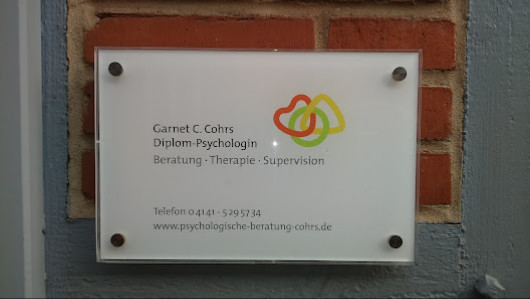 Garnet C. Cohrs
Diplom-Psychologin
Beratung · Therapie · Supervision
Telefon 04141 - 5295734
www.psychologische-beratung-cohrs.de